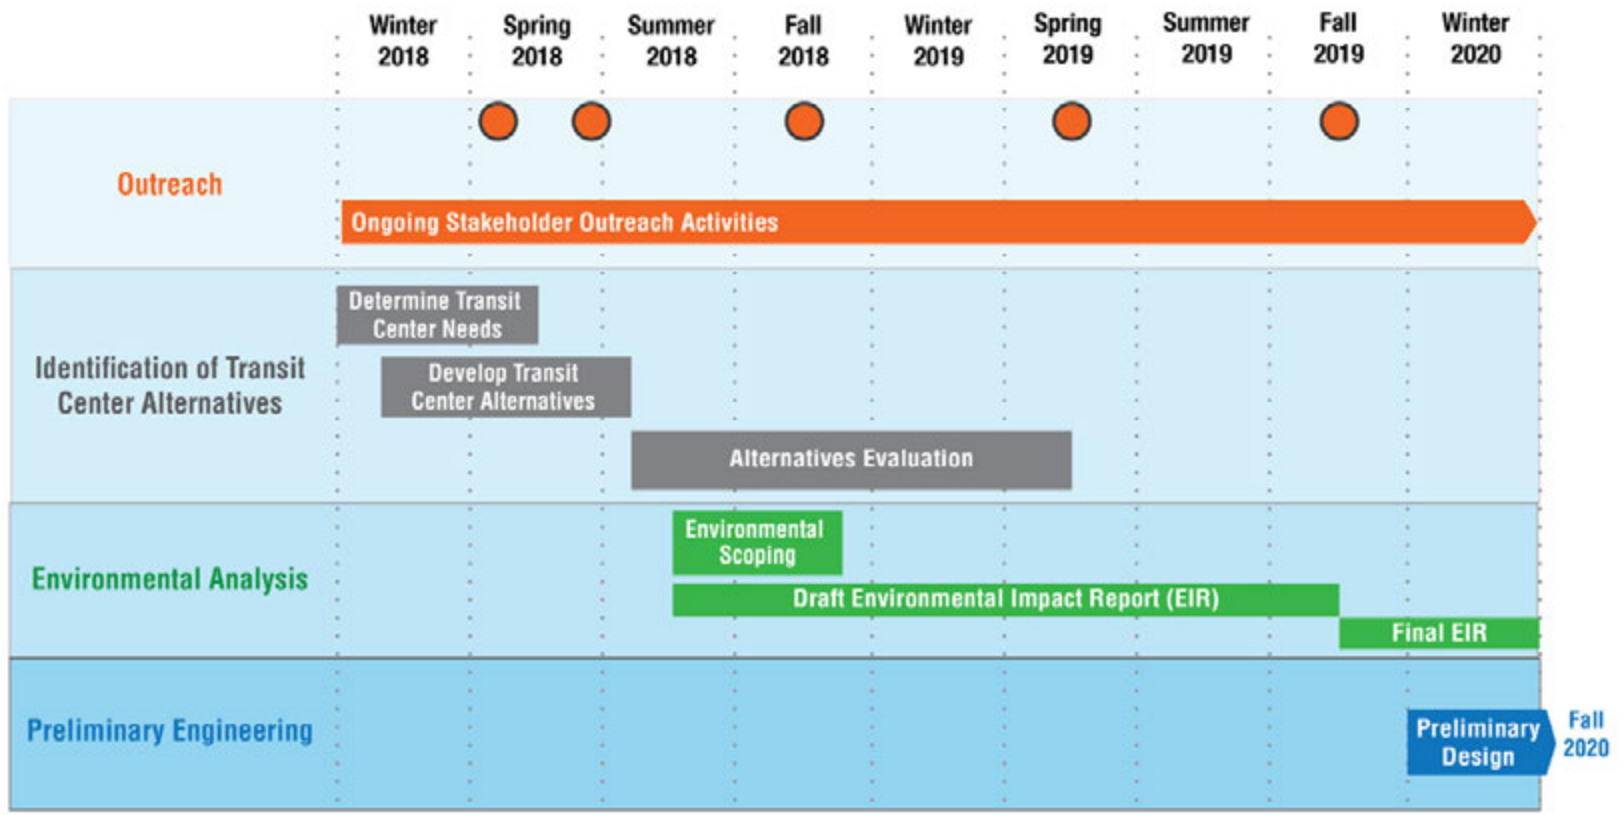 Winter
2018
Spring
2018
Summer
2018
Fall
2018
Winter
2019
Spring
2019
Summer
2019
Fall
2019
Winter
2020
Outreach
Ongoing Stakeholder Outreach Activities
Identification of Transit
Center Alternatives
Determine Transit
Center Needs
Develop Transit
Center Alternatives
Alternatives Evaluation
Environmental Analysis
Environmental
Scoping
Draft Environmental Impact Report (EIR)
Final EIR
Preliminary Engineering
Preliminary
Design
Fall
2020